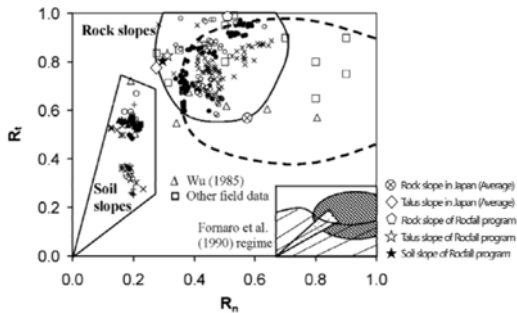 1.0
0.8
0.6
0.4
0.2
0.0
Rt
Rock slopes
Soil
slopes
△ Wu (1985)
□ Other field data
Fornaro et al.
(1990) regime
0.0 0.2 0.4 0.6 0.8 1.0
Rn
Rock slope in Japan (Average)
Talus slope in Japan (Average)
Rock slope of Rocfall program
Talus slope of Rocfall program
Soil slope of Rocfall program